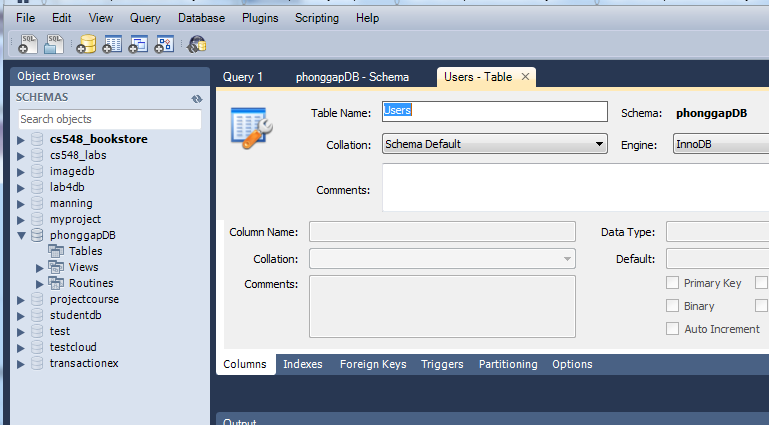 File Edit View Query Database Plugins Scripting Help
SQL SQL
Object Browser
SCHEMAS
Search objects
cs548_bookstore
cs548_labs
imagedb
lab4db
manning
myproject
phonggapDB
Tables
Views
Routines
projectcourse
studentdb
test
testcloud
transactionex
Query 1 phonggapDB - Schema Users - Table
Table Name: Users Schema: phonggapDB
Collation: Schema Default Engine: InnoDB
Comments:
Column Name: Data Type:
Collation: Default:
Comments: Primary Key
Binary
Auto Increment
Columns Indexes Foreign Keys Triggers Partitioning Options
Output